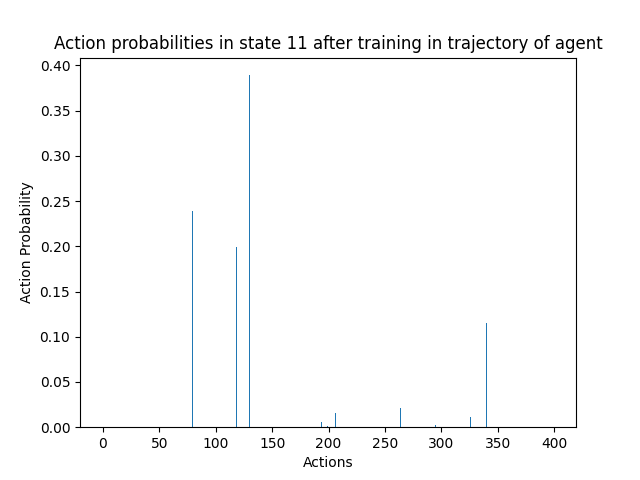 Action probabilities in state 11 after training in trajectory of agent
0.40
0.35
0.30
0.25
0.20
0.15
0.10
0.05
0.00
Action Probability
0 50 100 150 200 250 300 350 400
Actions